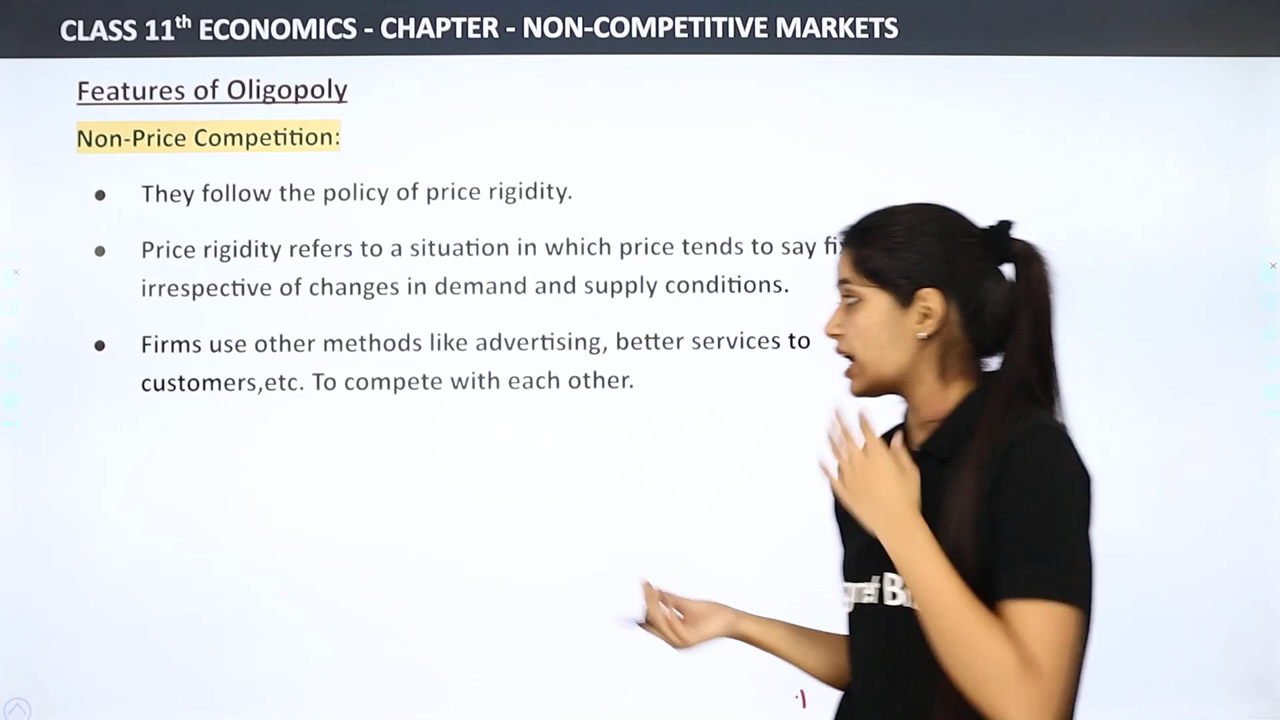 CLASS 11th ECONOMICS - CHAPTER - NON-COMPETITIVE MARKETS
Features of Oligopoly
Non-Price Competition:
● They follow the policy of price rigidity.
● Price rigidity refers to a situation in which price tends to say
irrespective of changes in demand and supply conditions.
● Firms use other methods like advertising, better services to
customers,etc. To compete with each other.